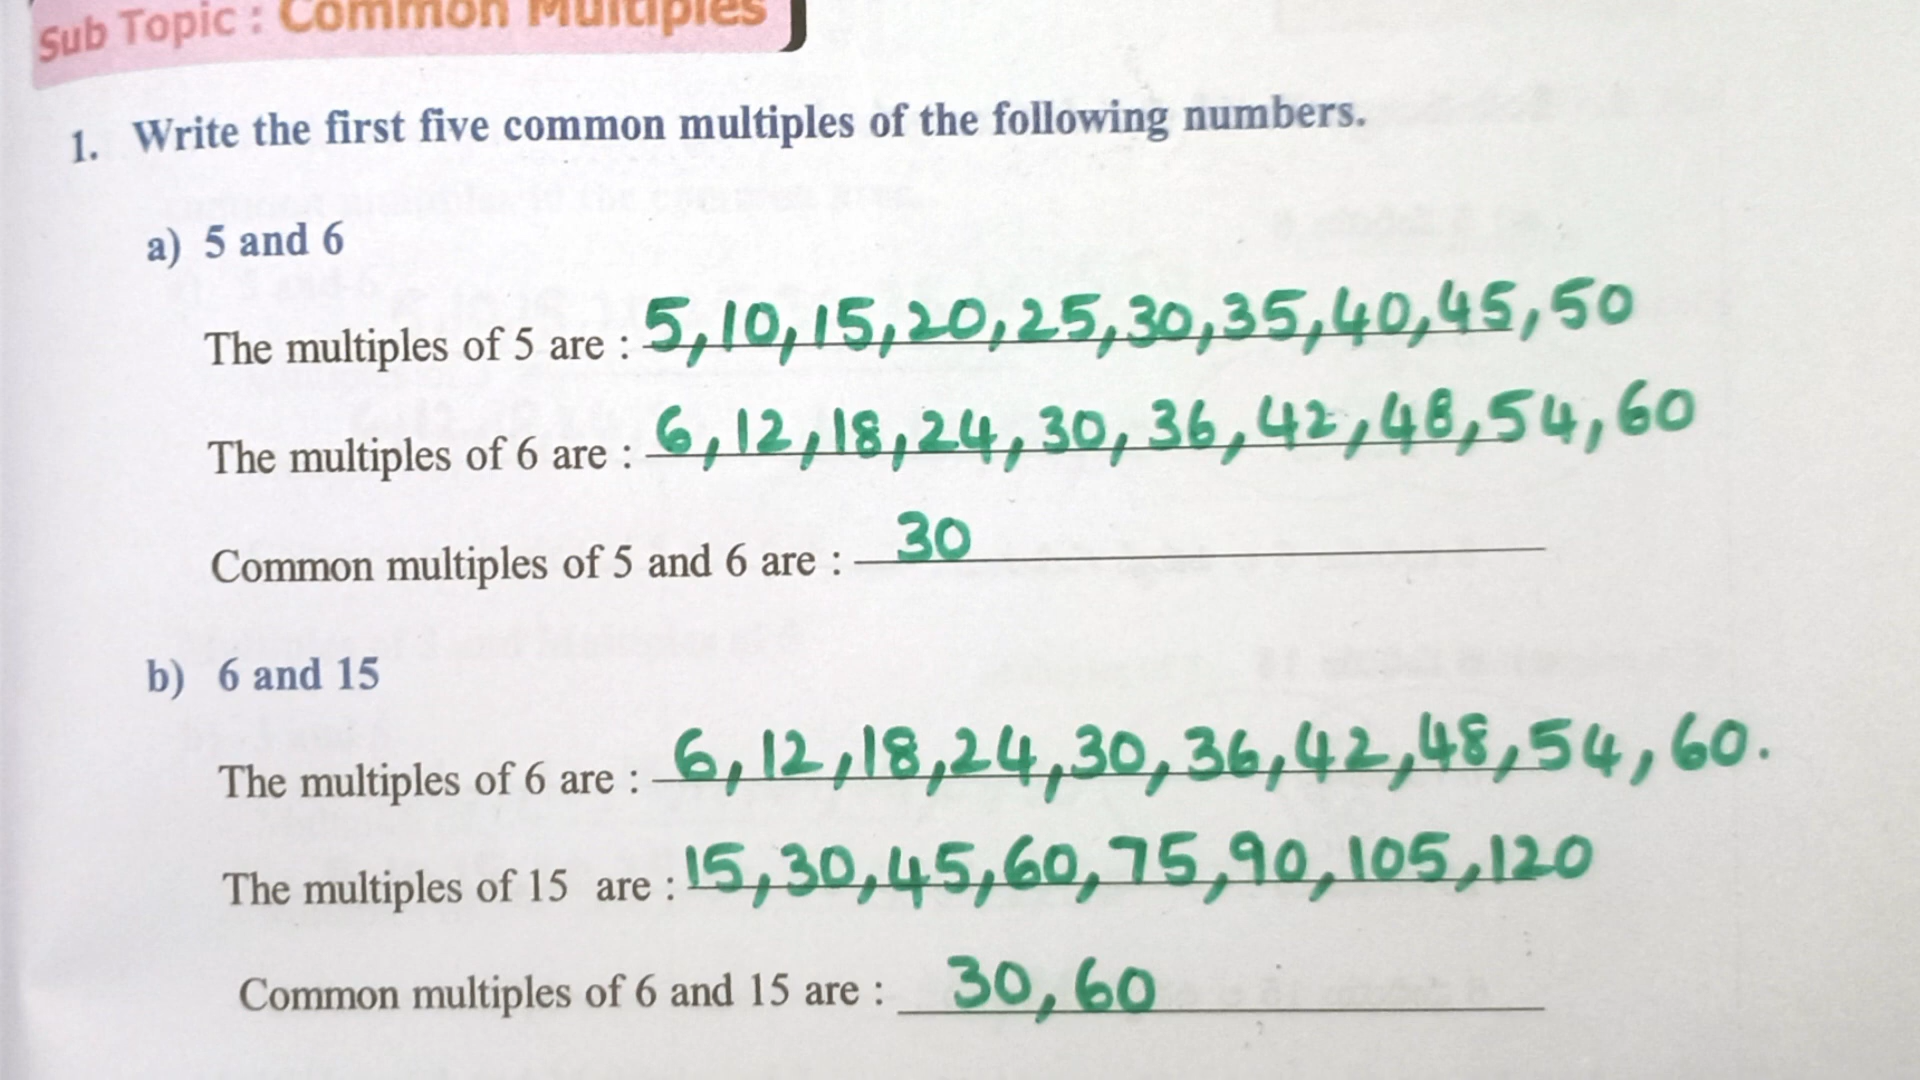 Sub Topic : Common Multiples
1. Write the first five common multiples of the following numbers.
a) 5 and 6
The multiples of 5 are : 5,10,15,20,25,30,35,40,45,50
The multiples of 6 are : 6,12,18,24,30,36,42,48,54,60
Common multiples of 5 and 6 are : 30
b) 6 and 15
The multiples of 6 are : 6,12,18,24,30,36,42,48,54,60.
The multiples of 15 are : 15,30,45,60,75,90,105,120
Common multiples of 6 and 15 are : 30,60